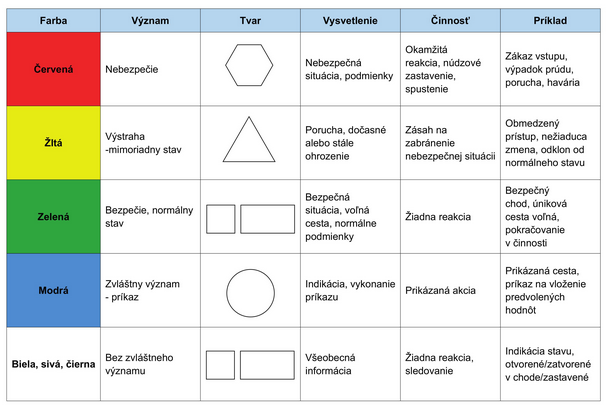 Farba
Význam
Tvar
Vysvetlenie
Činnosť
Príklad
Červená
Nebezpečie
Nebezpečná
situácia, podmienky
Okamžitá
reakcia, núdzové
zastavenie,
spustenie
Zákaz vstupu,
výpadok prúdu,
porucha, havária
Žltá
Výstraha
-mimoriadny stav
Porucha, dočasné
alebo stále
ohrozenie
Zásah na
zabránenie
nebezpečnej situácii
Obmedzený
prístup, nežiaduca
zmena, odklon od
normálneho stavu
Zelená
Bezpečie, normálny
stav
Bezpečná
situácia, voľná
cesta, normálne
podmienky
Žiadna reakcia
Bezpečný
chod, úniková
cesta voľná,
pokračovanie
v činnosti
Modrá
Zvláštny význam
- príkaz
Indikácia, vykonanie
príkazu
Prikázaná akcia
Prikázaná cesta,
príkaz na vloženie
predvolených
hodnôt
Biela, sivá, čierna
Bez zvláštneho
významu
Všeobecná
informácia
Žiadna reakcia,
sledovanie
Indikácia stavu,
otvorené/zatvorené
v chode/zastavené